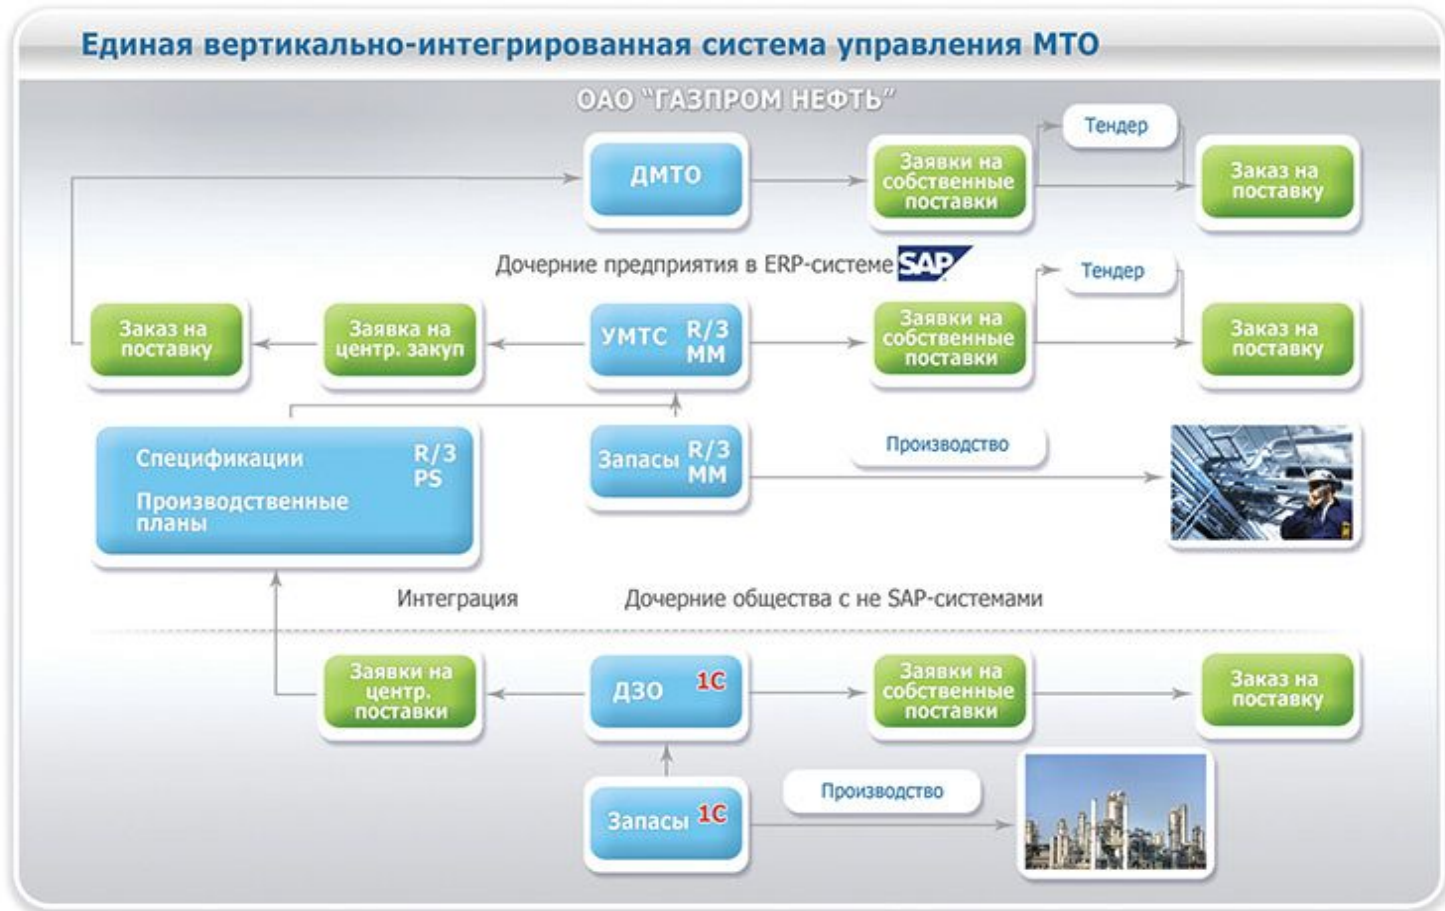 Единая вертикально-интегрированная система управления МТО
ОАО "ГАЗПРОМ НЕФТЬ"
ДМТО
Заявки на
собственные
поставки
Тендер
Заказ на
поставку
Дочерние предприятия в ERP-системе SAP
Заказ на
поставку
Заявка на
центр. закуп
УМТС R/3
MM
Заявки на
собственные
поставки
Тендер
Заказ на
поставку
Спецификации R/3
PS
Производственные
планы
Запасы R/3
MM
Производство
Интеграция
Дочерние общества с не SAP-системами
Заявки на
центр.
поставки
ДЗО 1С
Заявки на
собственные
поставки
Заказ на
поставку
Запасы 1С
Производство